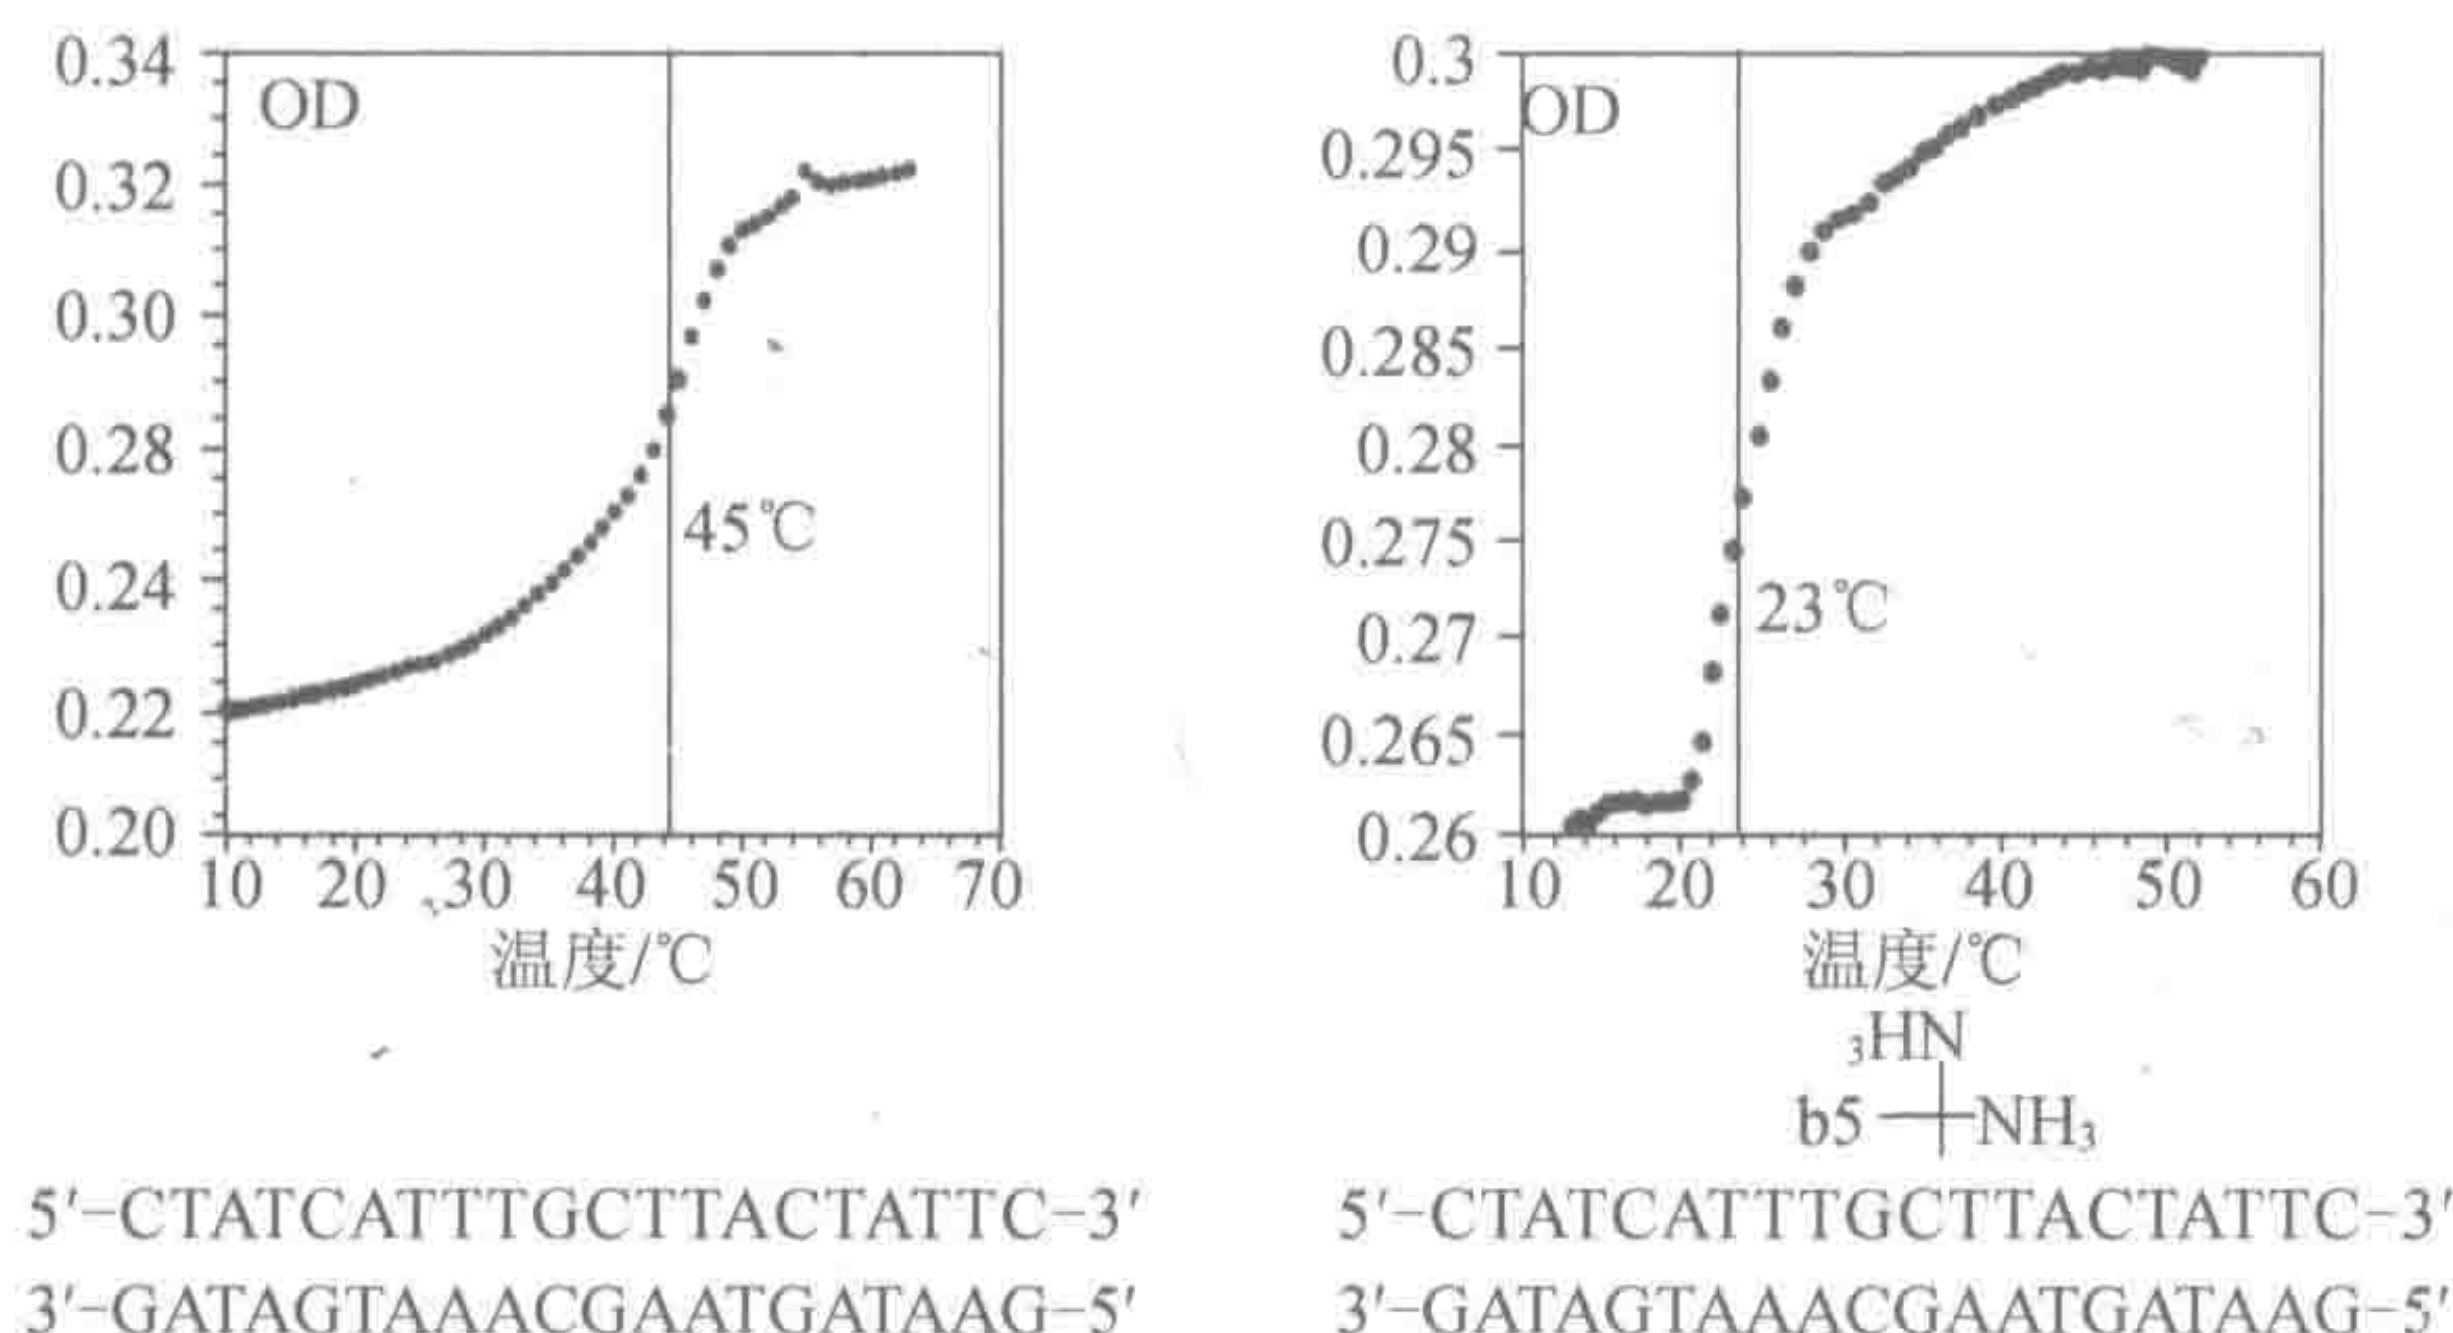 0.34
OD
0.32
0.30
0.28
45℃
0.24
0.22
0.20
10 20 30 40 50 60 70
温度/℃
5′-CTATCATTTGCTTACTATTC-3′
3′-GATAGTAAACGAATGATAAG-5′
0.3
OD
0.295
0.29
0.285
0.28
0.275
23℃
0.27
0.265
0.26
10 20 30 40 50 60
温度/℃
₃HN
b5 NH₃
5′-CTATCATTTGCTTACTATTC-3′
3′-GATAGTAAACGAATGATAAG-5′